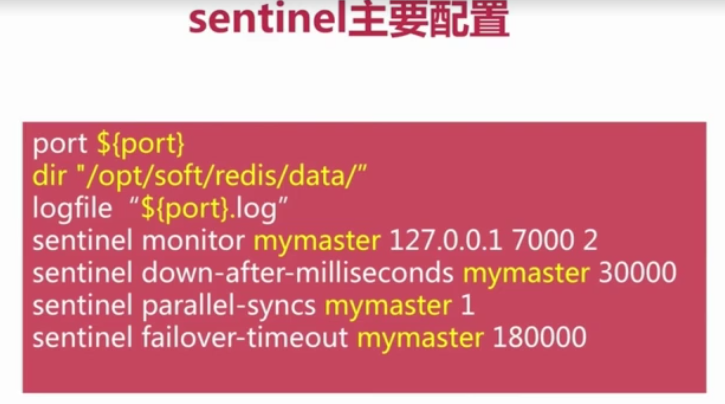 sentinel主要配置
port ${port}
dir "/opt/soft/redis/data/”
logfile “${port}.log”
sentinel monitor mymaster 127.0.0.1 7000 2
sentinel down-after-milliseconds mymaster 30000
sentinel parallel-syncs mymaster 1
sentinel failover-timeout mymaster 180000